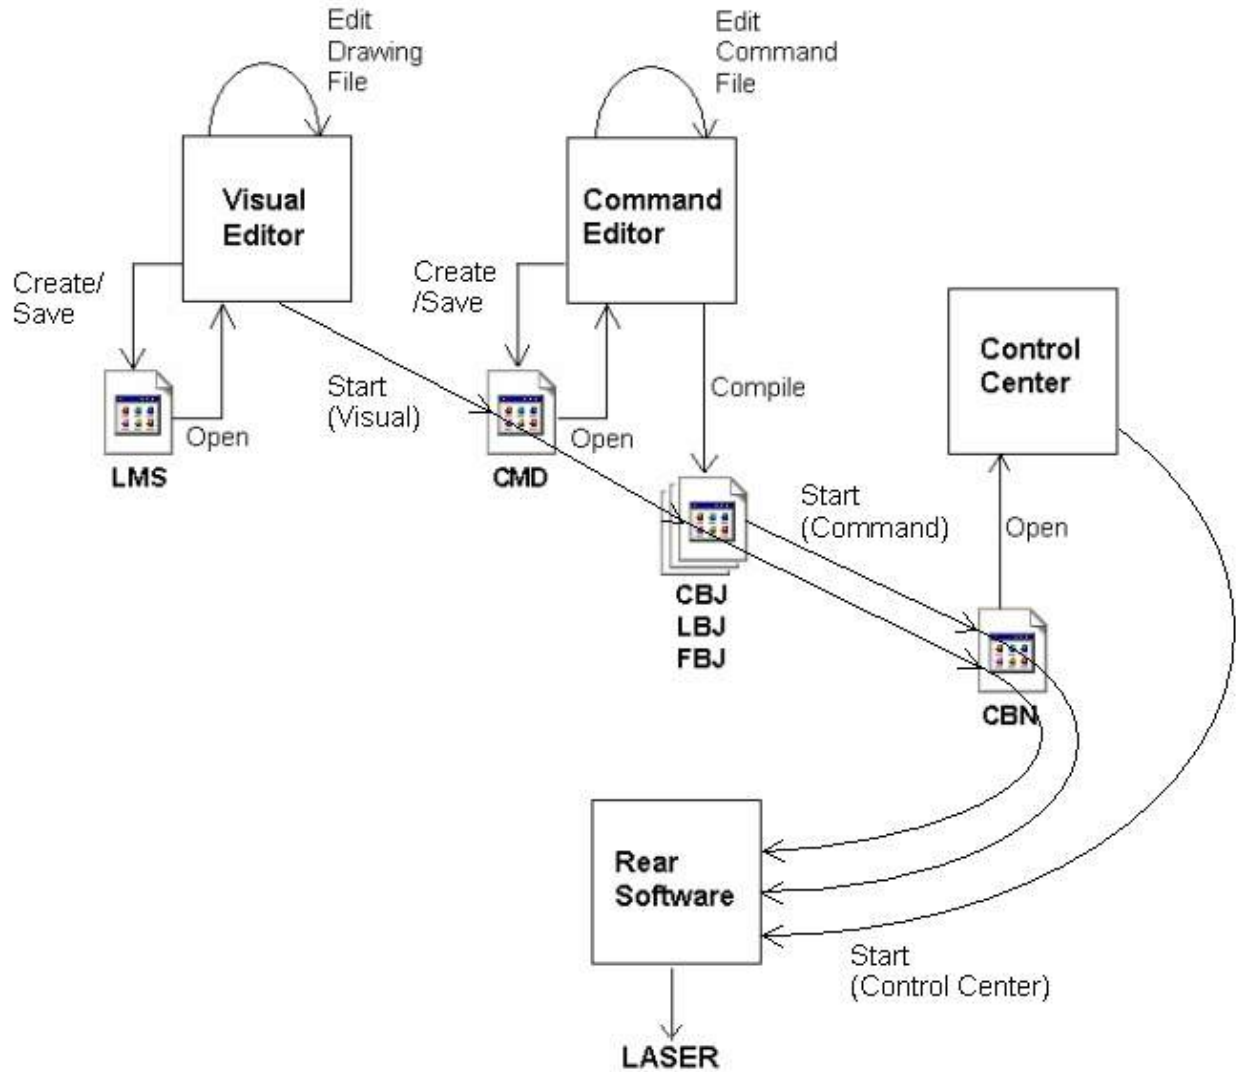 Edit
Drawing
File
Edit
Command
File
Visual
Editor
Command
Editor
Create/
Save
Create
/Save
Control
Center
Start
(Visual)
Compile
Open
Open
LMS
CMD
Start
(Command)
Open
CBJ
LBJ
FBJ
CBN
Rear
Software
Start
(Control Center)
LASER